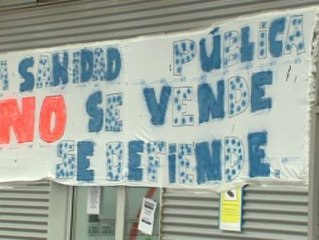 A SANIDAD PÚBLICA
NO SE VENDE
SE DEFIENDE